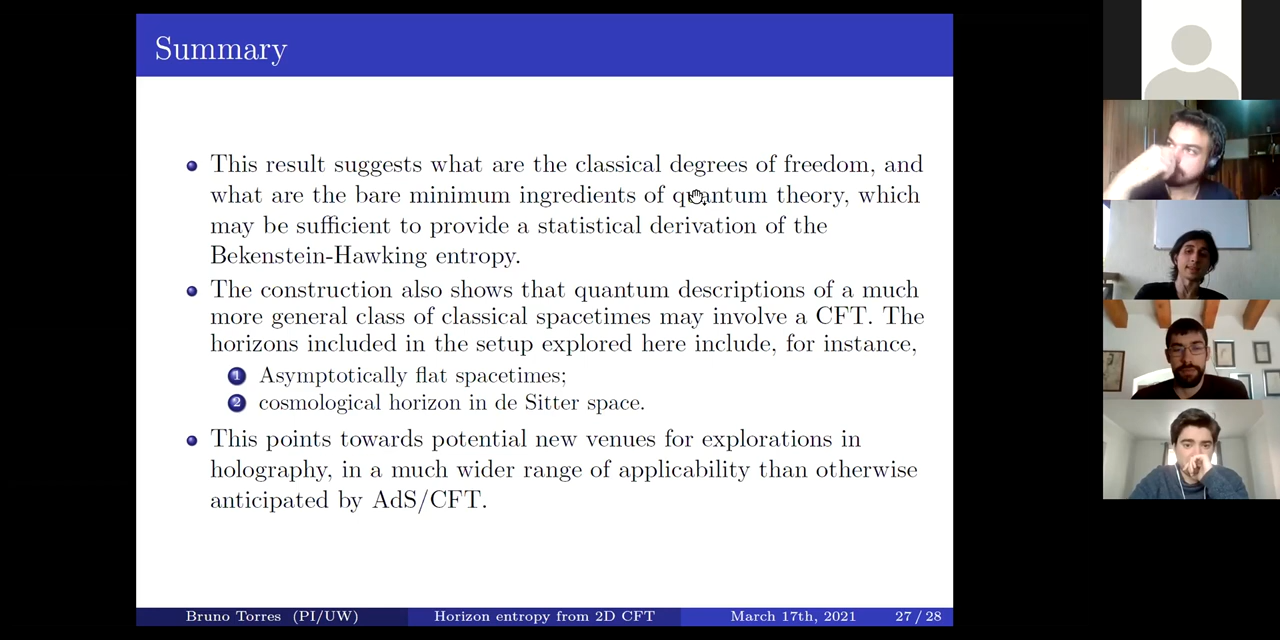 Summary
This result suggests what are the classical degrees of freedom, and
what are the bare minimum ingredients of quantum theory, which
may be sufficient to provide a statistical derivation of the
Bekenstein-Hawking entropy.
The construction also shows that quantum descriptions of a much
more general class of classical spacetimes may involve a CFT. The
horizons included in the setup explored here include, for instance,
1 Asymptotically flat spacetimes;
2 cosmological horizon in de Sitter space.
This points towards potential new venues for explorations in
holography, in a much wider range of applicability than otherwise
anticipated by AdS/CFT.
Bruno Torres (PI/UW) Horizon entropy from 2D CFT March 17th, 2021 27 / 28